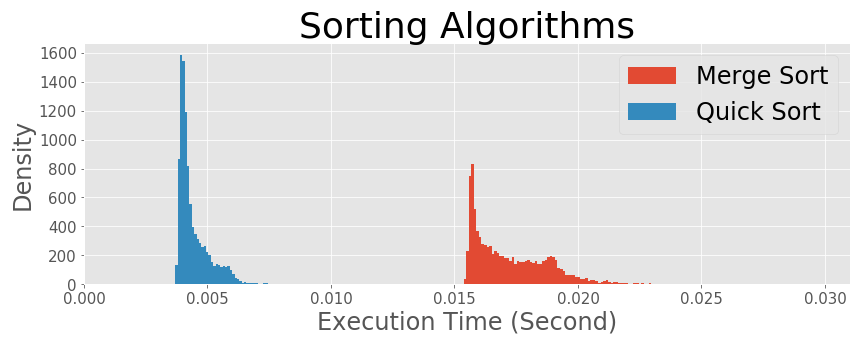 Sorting Algorithms
Density
1600
1400
1200
1000
800
600
400
200
0
Merge Sort
Quick Sort
0.000 0.005 0.010 0.015 0.020 0.025 0.030
Execution Time (Second)